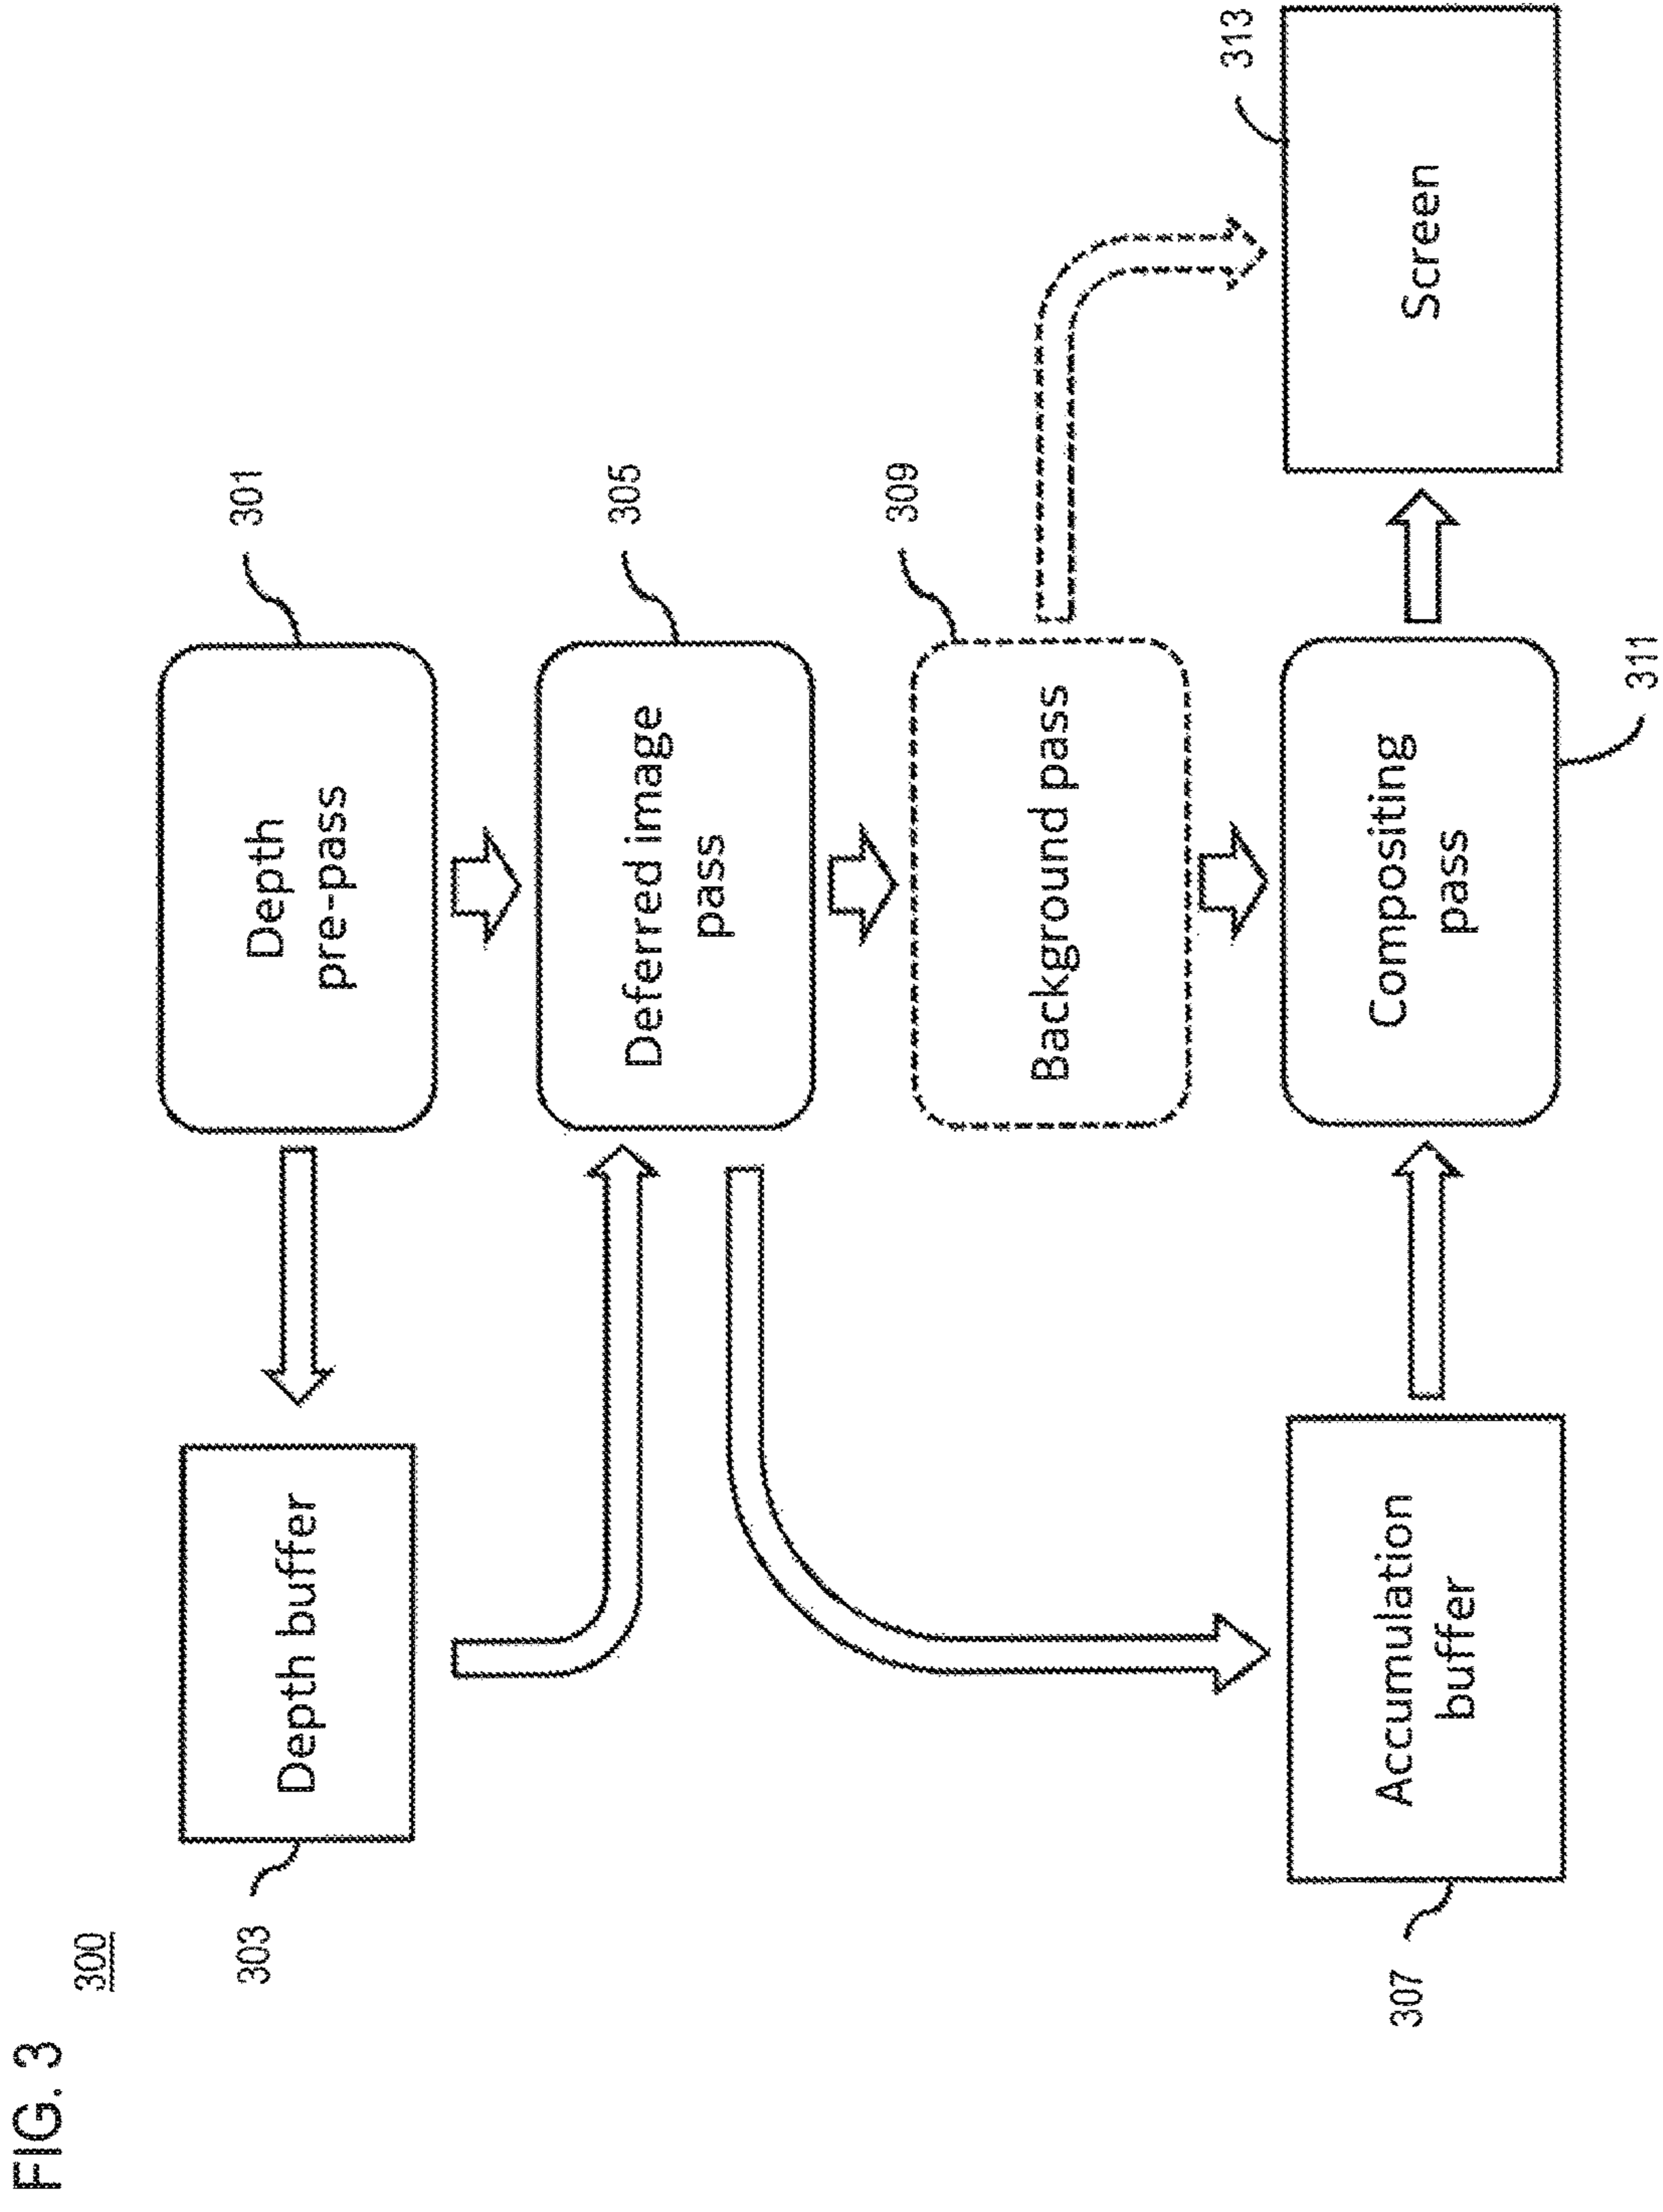 FIG. 3
300
301
Depth
pre-pass
303
Depth buffer
305
Deferred image
pass
309
Background pass
307
Accumulation
buffer
311
Compositing
pass
313
Screen